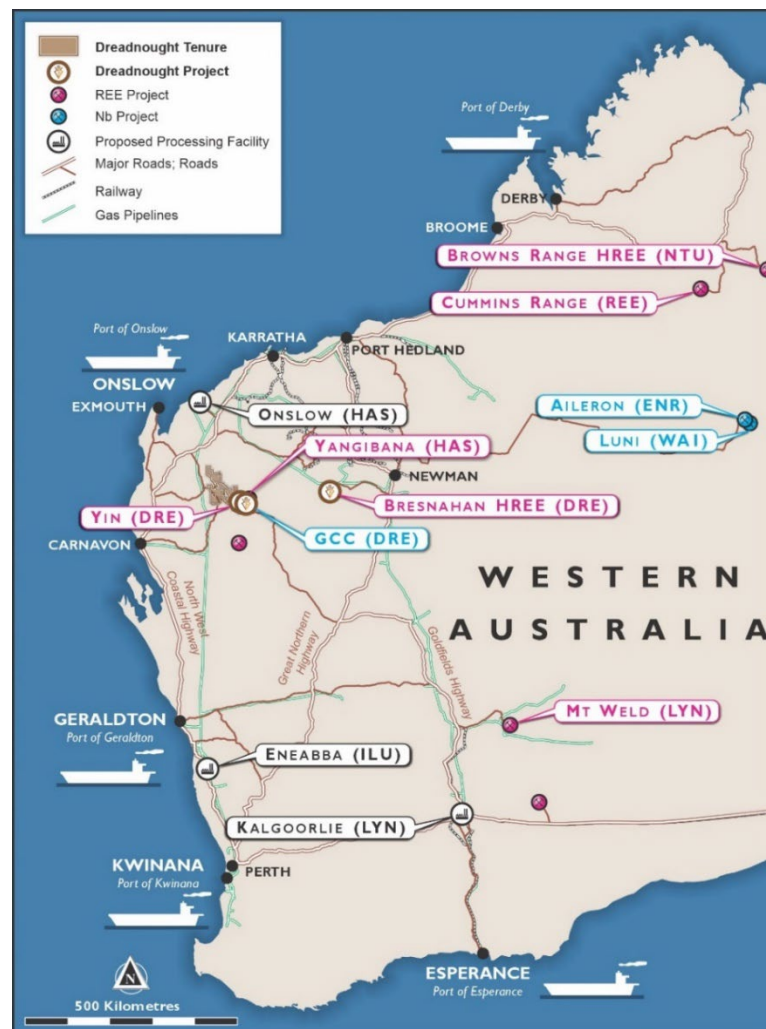 Dreadnought Tenure
Dreadnought Project
REE Project
Nb Project
Proposed Processing Facility
Major Roads; Roads
Railway
Gas Pipelines
Port of Derby
DERBY
BROOME
BROWNS RANGE HREE (NTU)
CUMMINS RANGE (REE)
Port of Onslow
KARRATHA
PORT HEDLAND
ONSLOW
EXMOUTH
ONSLOW (HAS)
AILERON (ENR)
YANGIBANA (HAS)
LUNI (WAI)
NEWMAN
YIN (DRE)
BRESNAHAN HREE (DRE)
GCC (DRE)
CARNAVON
WESTERN
AUSTRALIA
North West
Coastal Highway
Great Northern
Highway
Goldfields Highway
GERALDTON
Port of Geraldton
MT WELD (LYN)
ENEABBA (ILU)
KALGOORLIE (LYN)
KWINANA
Port of Kwinana
PERTH
ESPERANCE
Port of Esperance
N
500 Kilometres